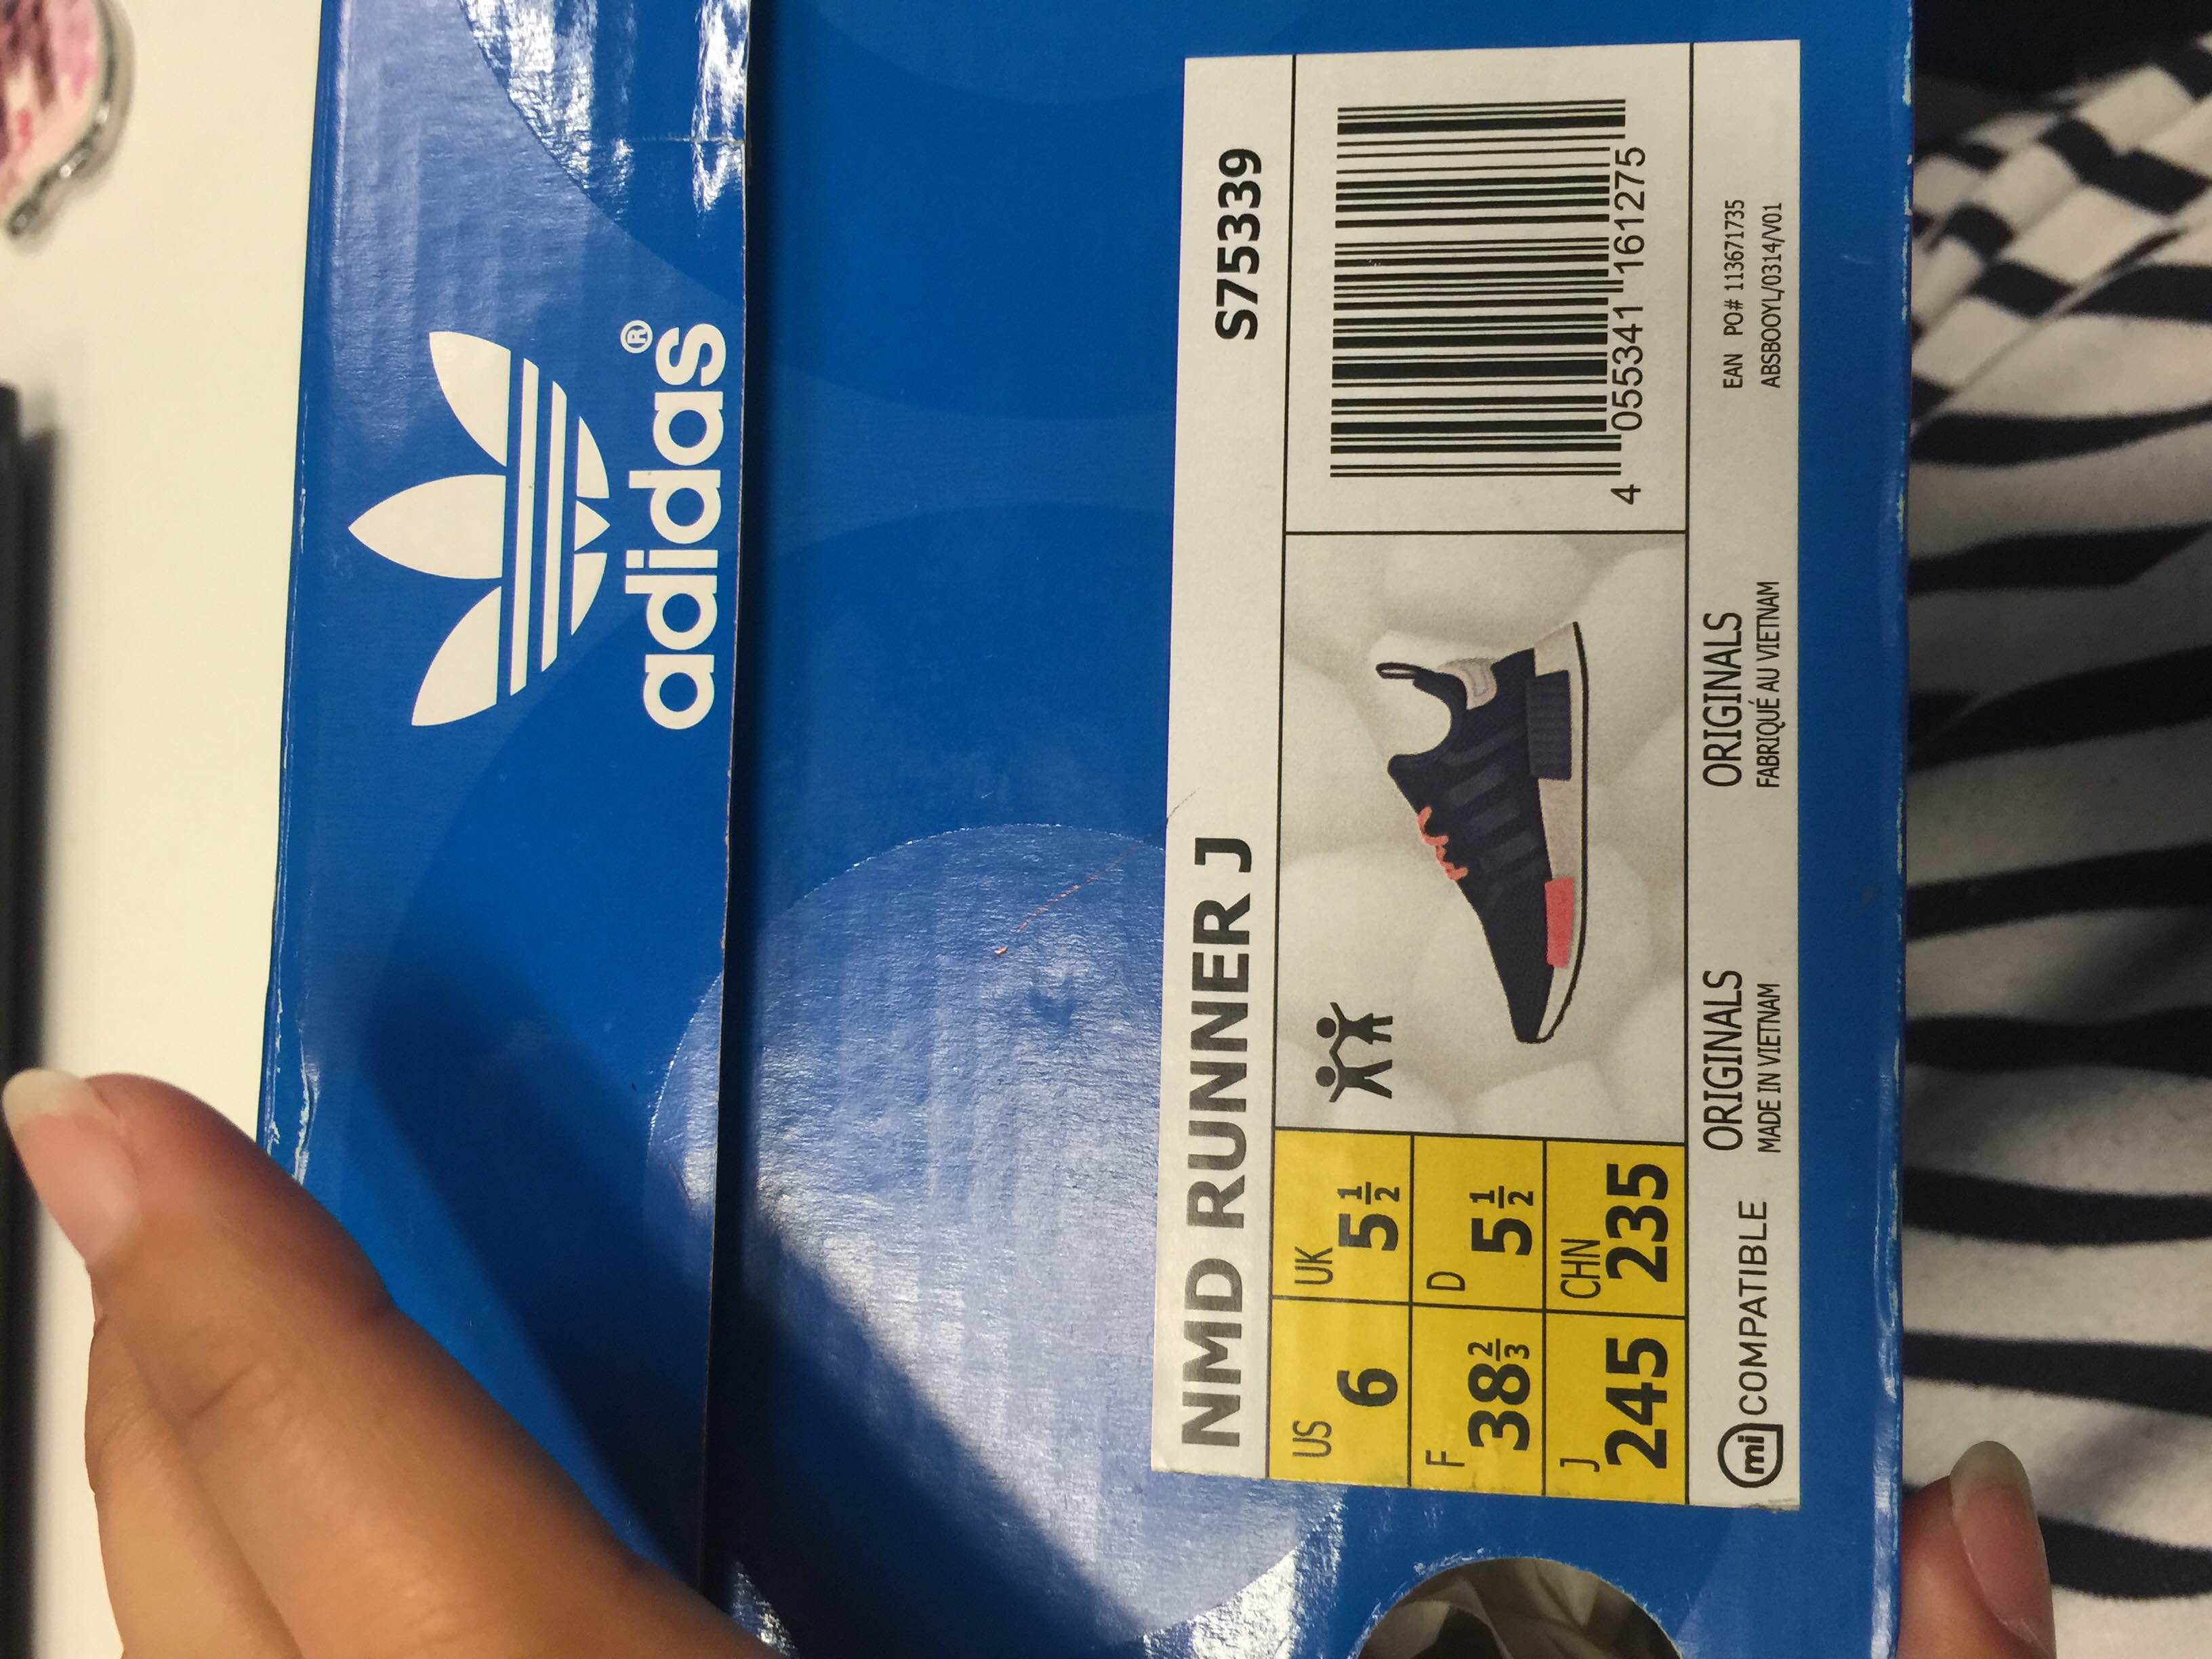 adidas®
NMD RUNNER J S75339
US 6 UK 5½
F 38⅔ D 5½
J 245 CHN 235
4 055341 161275
mi COMPATIBLE
ORIGINALS
MADE IN VIETNAM
ORIGINALS
FABRIQUÉ AU VIETNAM
EAN PO# 113671735
ABSBOOYL/0314/V01